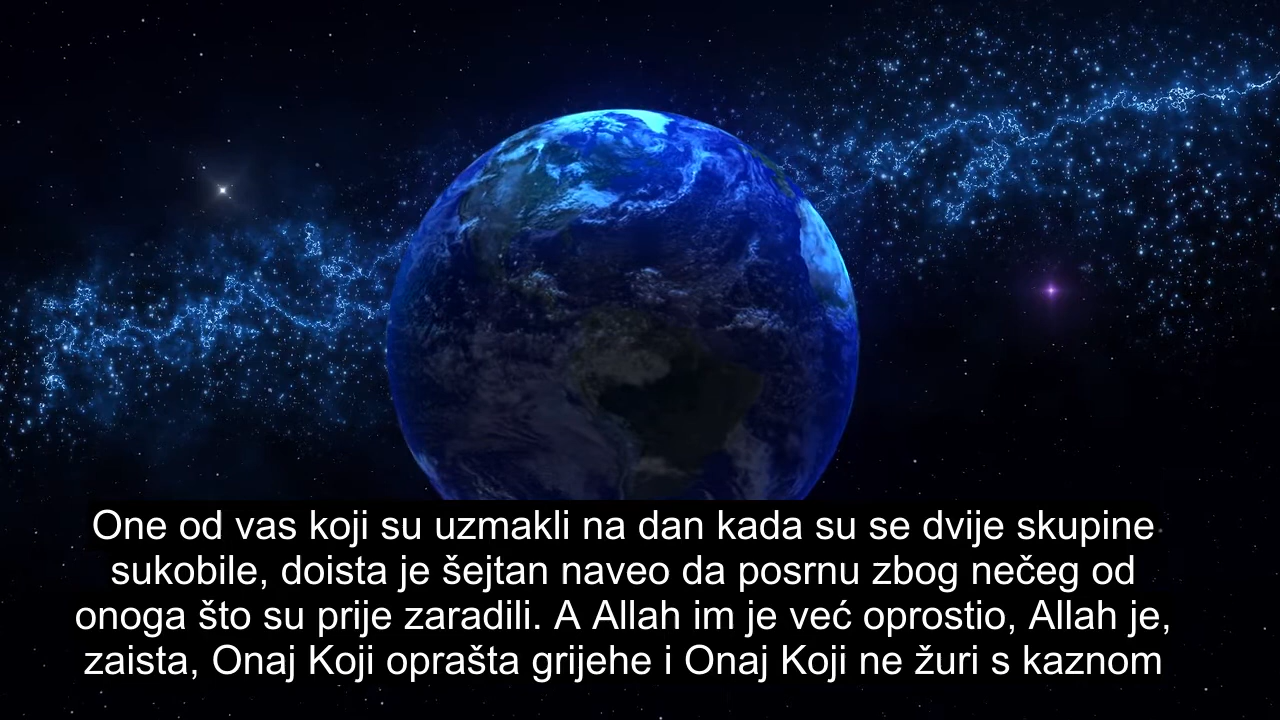 One od vas koji su uzmakli na dan kada su se dvije skupine
sukobile, doista je šejtan naveo da posrnu zbog nečeg od
onoga što su prije zaradili. A Allah im je već oprostio, Allah je,
zaista, Onaj Koji oprašta grijehe i Onaj Koji ne žuri s kaznom